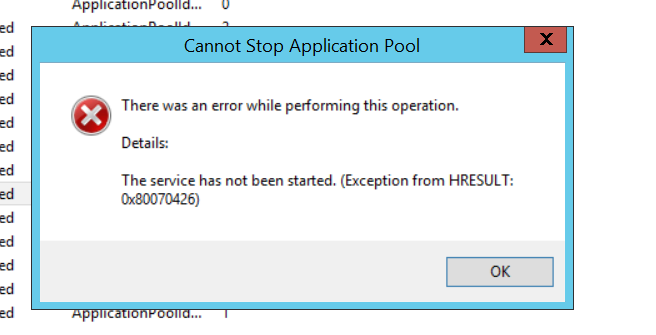 ApplicationPoolId... 0
Cannot Stop Application Pool
X
There was an error while performing this operation.
Details:
The service has not been started. (Exception from HRESULT:
0x80070426)
OK
ed
ed
ed
ed
ed
ed
ed
ed
ed
ed
ed
ed
ed
ApplicationPoolId... 1